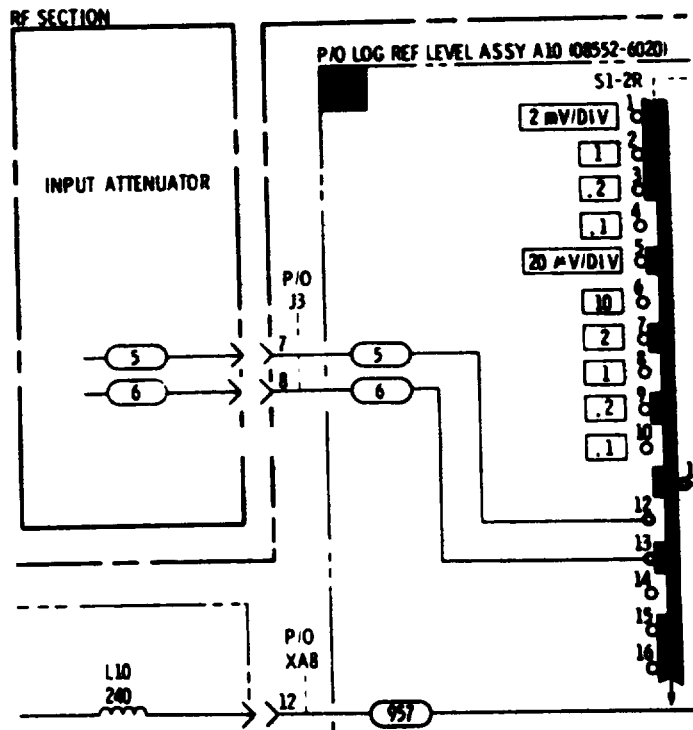 RF SECTION
P/O LOG REF LEVEL ASSY A10 (08552-6020)
S1-2R
1
2 mV/DIV
2
1
3
.2
4
.1
5
20 μV/DIV
6
10
7
2
8
1
9
.2
10
.1
INPUT ATTENUATOR
P/O
J3
5
7
5
6
8
6
12
13
14
15
16
P/O
XA8
L10
240
12
957